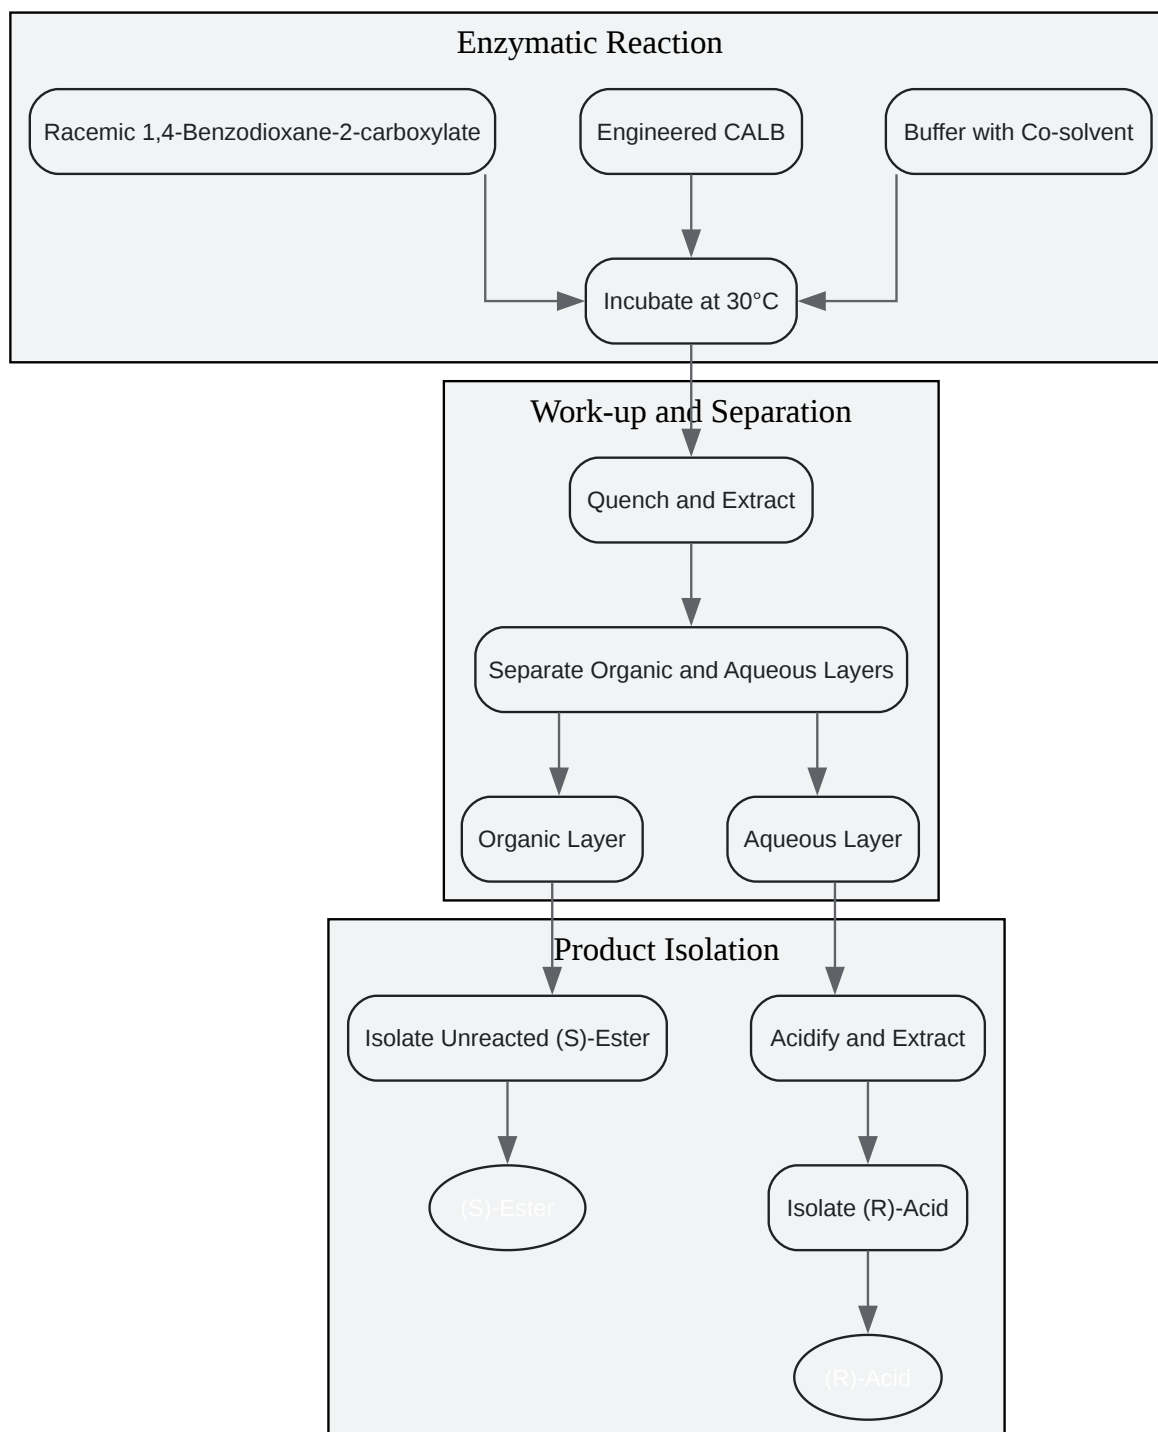 Enzymatic Reaction
Racemic 1,4-Benzodioxane-2-carboxylate
Engineered CALB
Buffer with Co-solvent
Incubate at 30°C
Work-up and Separation
Quench and Extract
Separate Organic and Aqueous Layers
Organic Layer
Aqueous Layer
Product Isolation
Isolate Unreacted (S)-Ester
Acidify and Extract
(S)-Ester
Isolate (R)-Acid
(R)-Acid